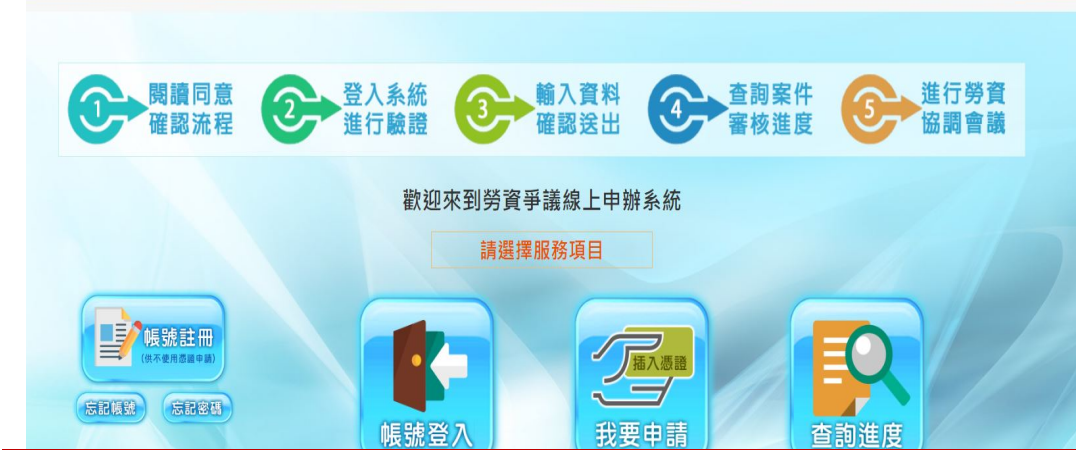 1 閱讀同意
確認流程
2 登入系統
進行驗證
3 輸入資料
確認送出
4 查詢案件
審核進度
5 進行勞資
協調會議
歡迎來到勞資爭議線上申辦系統
請選擇服務項目
帳號註冊
(供不使用憑證申請)
忘記帳號
忘記密碼
帳號登入
插入憑證
我要申請
查詢進度